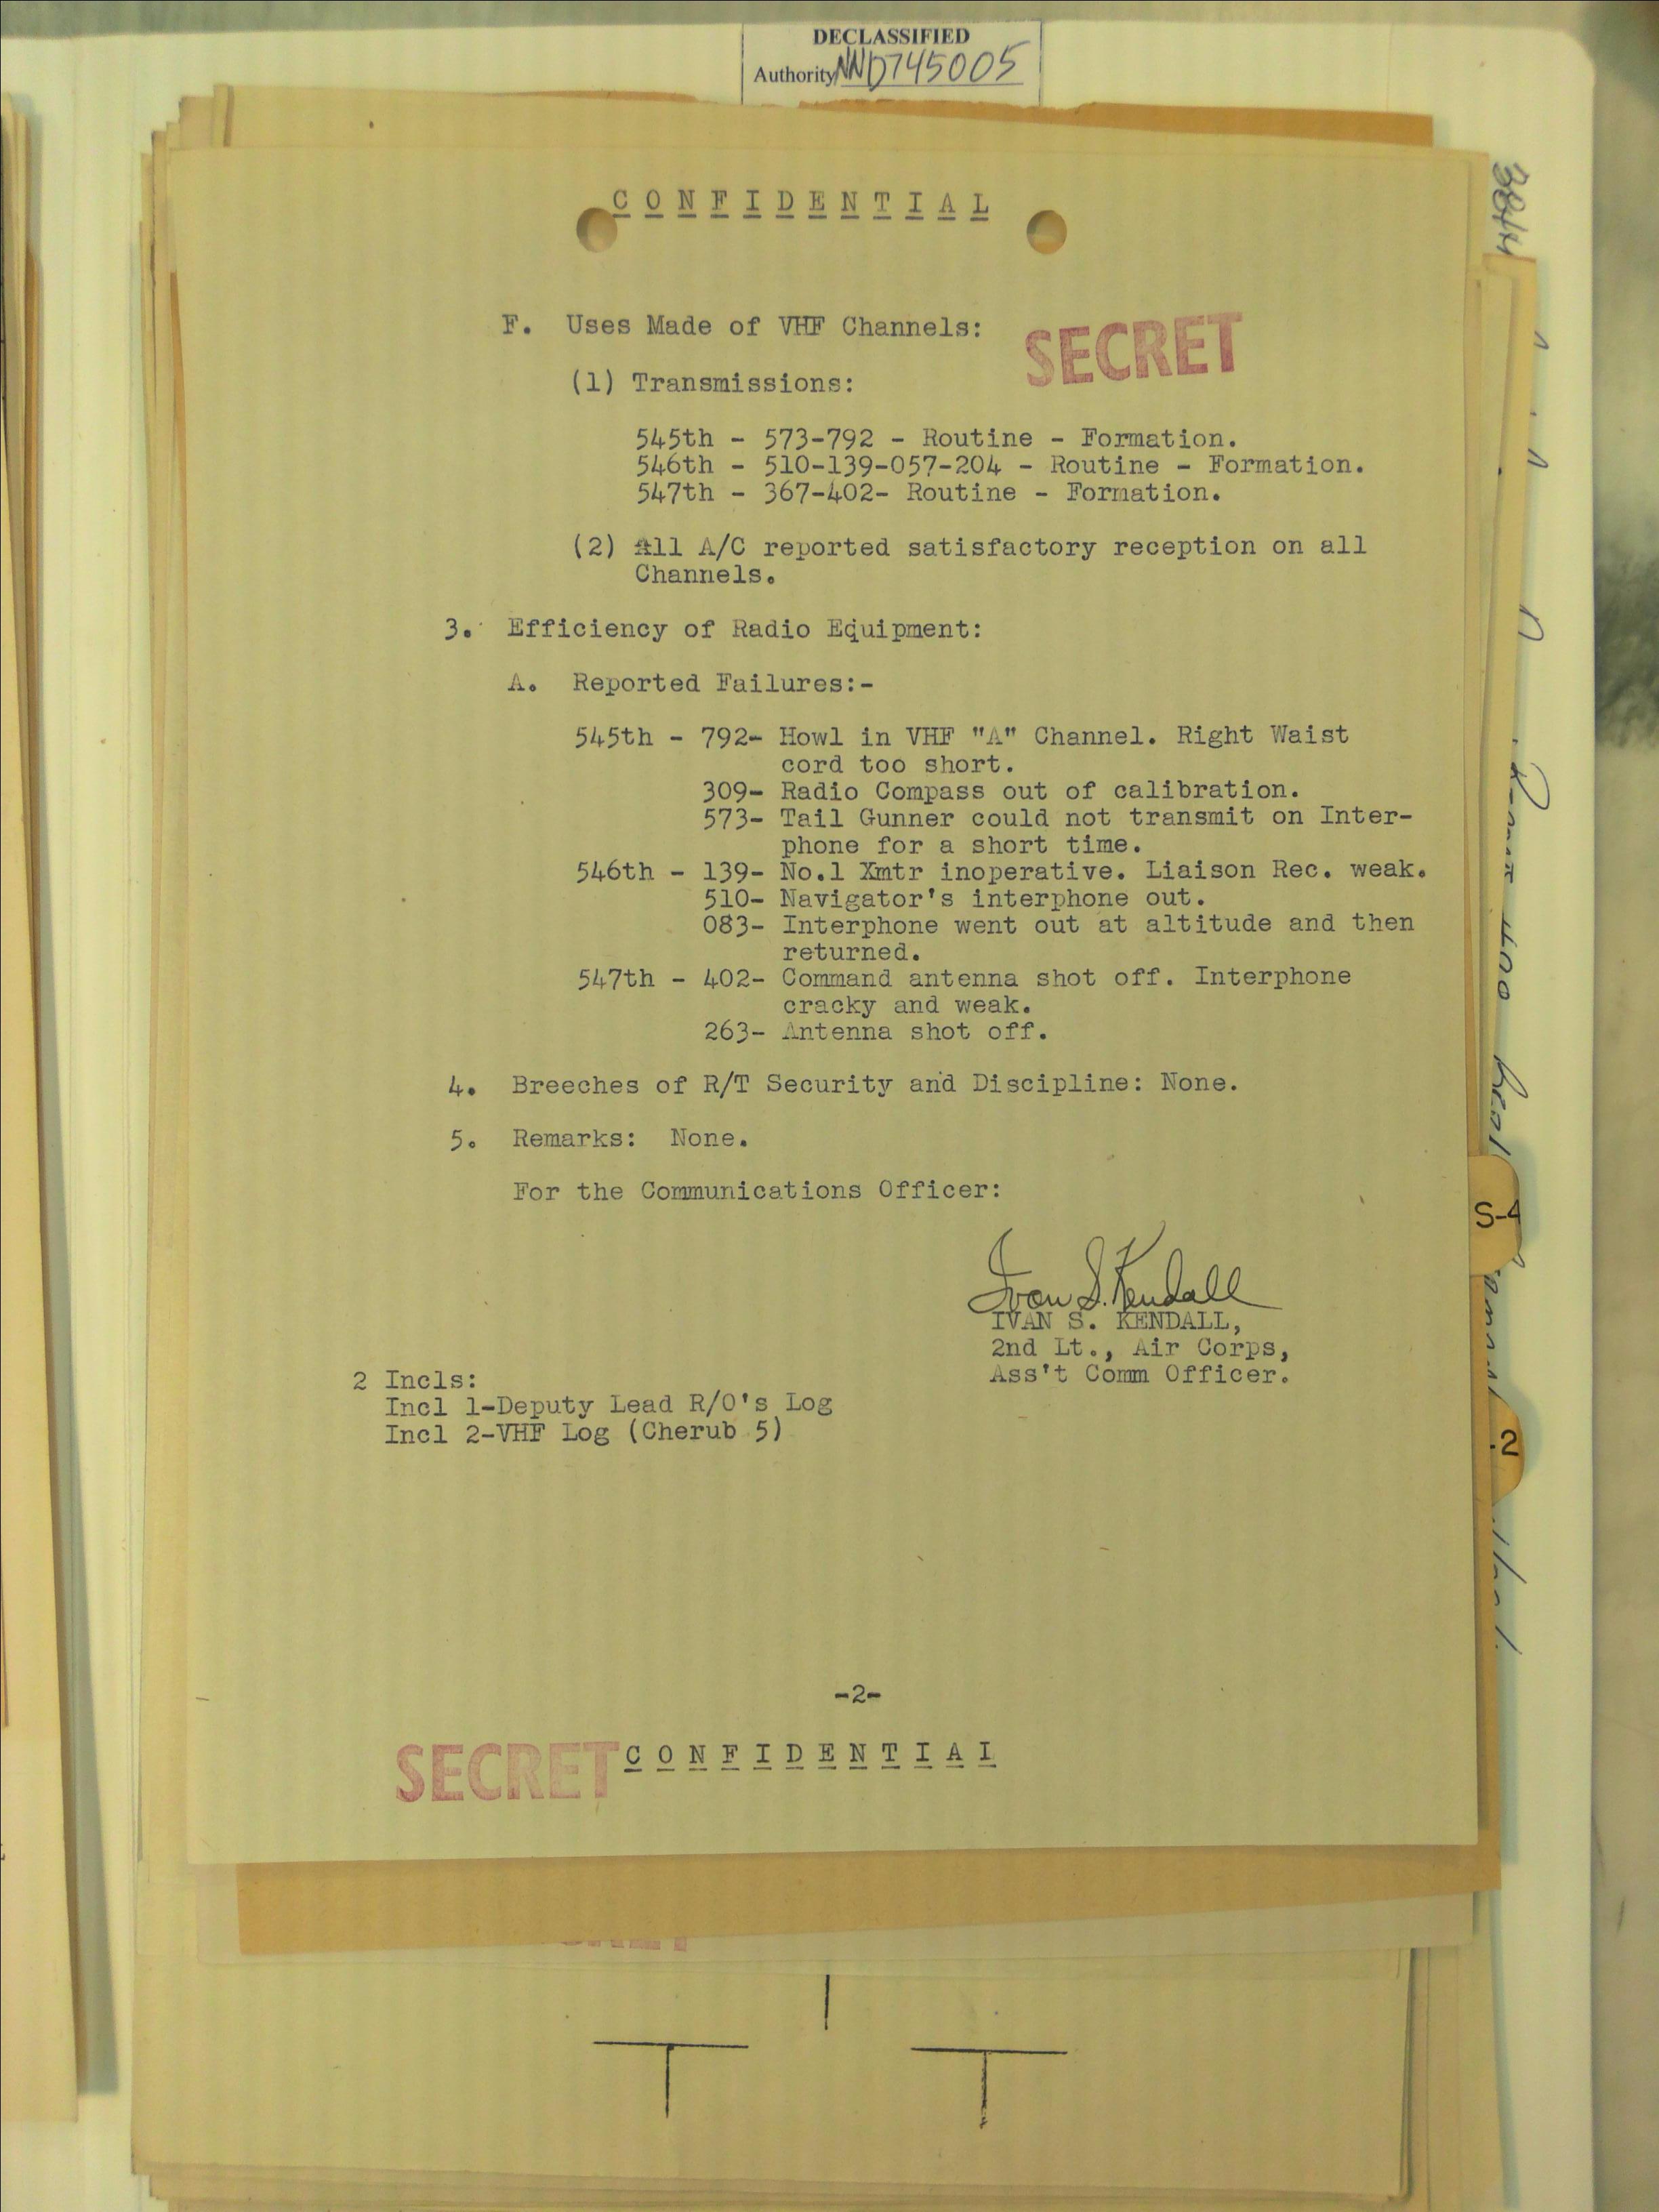 DECLASSIFIED
Authority NND745005
C O N F I D E N T I A L
F. Uses Made of VHF Channels:
SECRET
(1) Transmissions:
545th - 573-792 - Routine - Formation.
546th - 510-139-057-204 - Routine - Formation.
547th - 367-402- Routine - Formation.
(2) All A/C reported satisfactory reception on all
Channels.
3. Efficiency of Radio Equipment:
A. Reported Failures:-
545th - 792- Howl in VHF "A" Channel. Right Waist
cord too short.
309- Radio Compass out of calibration.
573- Tail Gunner could not transmit on Inter-
phone for a short time.
546th - 139- No.1 Xmtr inoperative. Liaison Rec. weak.
510- Navigator's interphone out.
083- Interphone went out at altitude and then
returned.
547th - 402- Command antenna shot off. Interphone
cracky and weak.
263- Antenna shot off.
4. Breeches of R/T Security and Discipline: None.
5. Remarks: None.
For the Communications Officer:
Ivan S. Kendall
IVAN S. KENDALL,
2nd Lt., Air Corps,
Ass't Comm Officer.
2 Incls:
Incl 1-Deputy Lead R/O's Log
Incl 2-VHF Log (Cherub 5)
S-4
-2
-2-
SECRET
C O N F I D E N T I A I